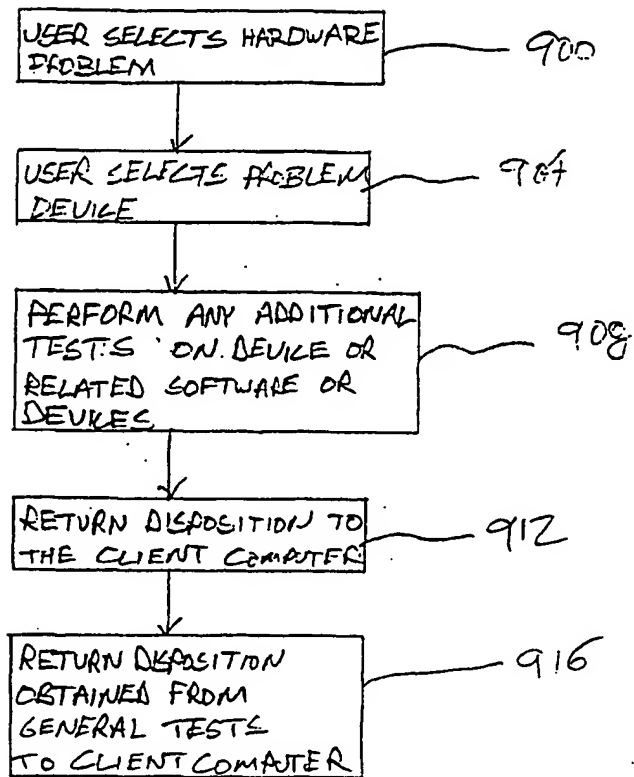 USER SELECTS HARDWARE
PROBLEM
900
USER SELECTS PROBLEM
DEVICE
904
PERFORM ANY ADDITIONAL
TESTS ON DEVICE OR
RELATED SOFTWARE OR
DEVICES
908
RETURN DISPOSITION TO
THE CLIENT COMPUTER
912
RETURN DISPOSITION
OBTAINED FROM
GENERAL TESTS
TO CLIENT COMPUTER
916